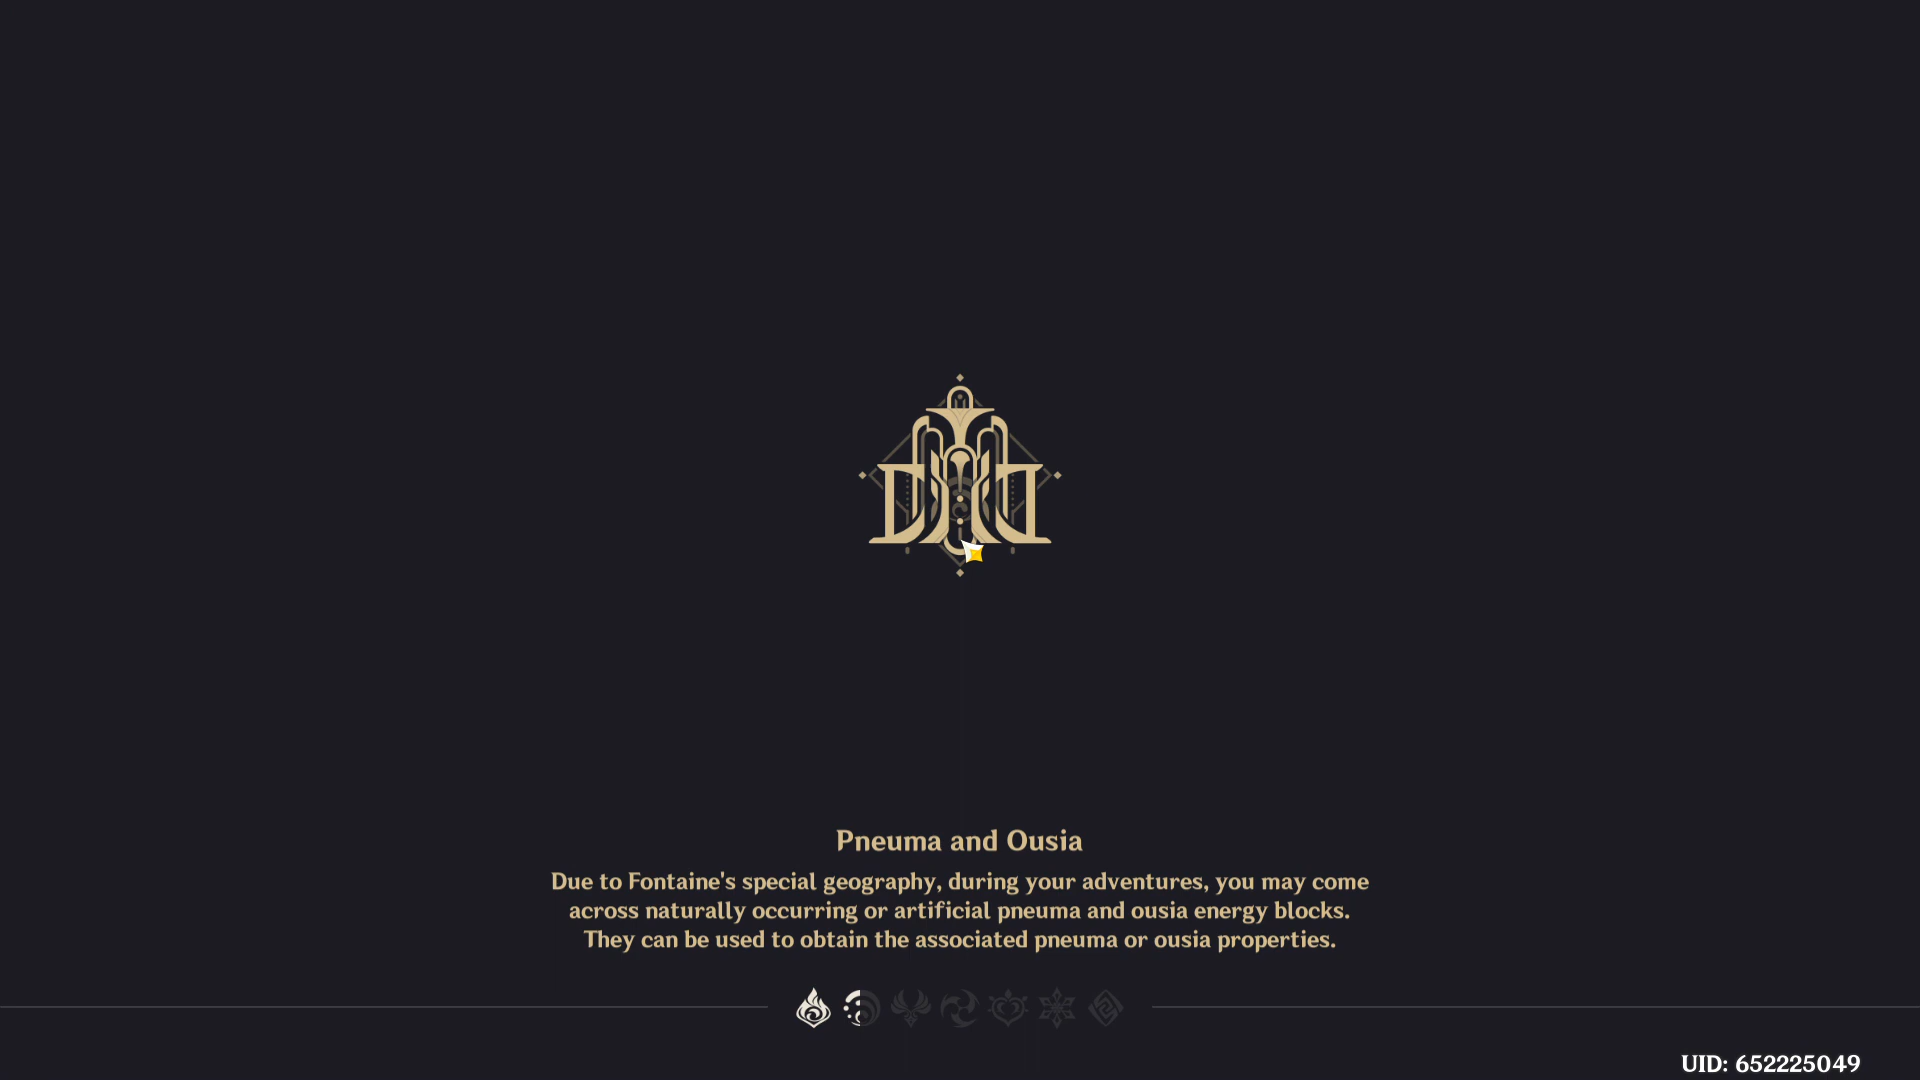 Pneuma and Ousia
Due to Fontaine's special geography, during your adventures, you may come
across naturally occurring or artificial pneuma and ousia energy blocks.
They can be used to obtain the associated pneuma or ousia properties.
UID: 652225049